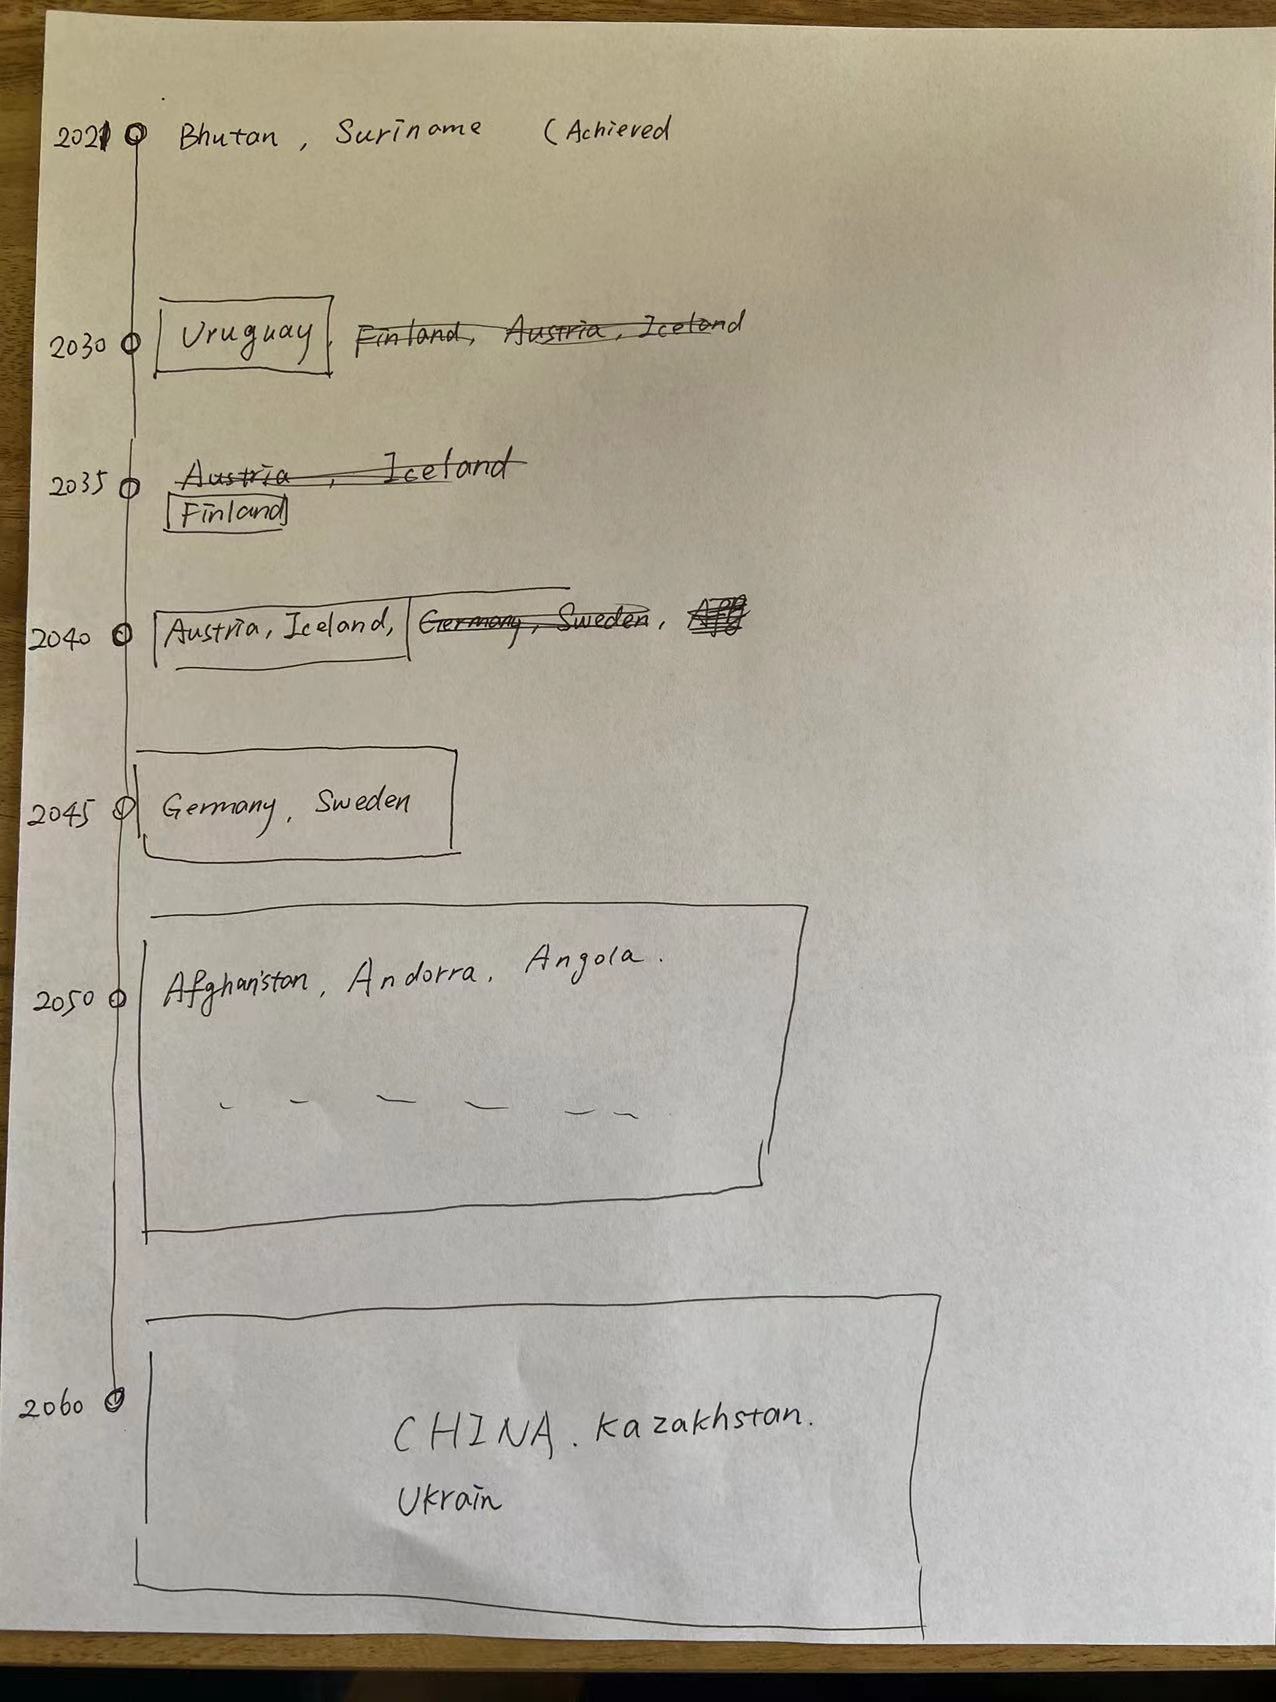 2021 Bhutan, Suriname (Achieved
2030 Uruguay, Finland, Austria, Iceland
2035 Austria, Iceland
Finland
2040 Austria, Iceland, Germany, Sweden, Afg
2045 Germany, Sweden
2050 Afghanistan, Andorra, Angola.
2060 CHINA. Kazakhstan.
Ukrain